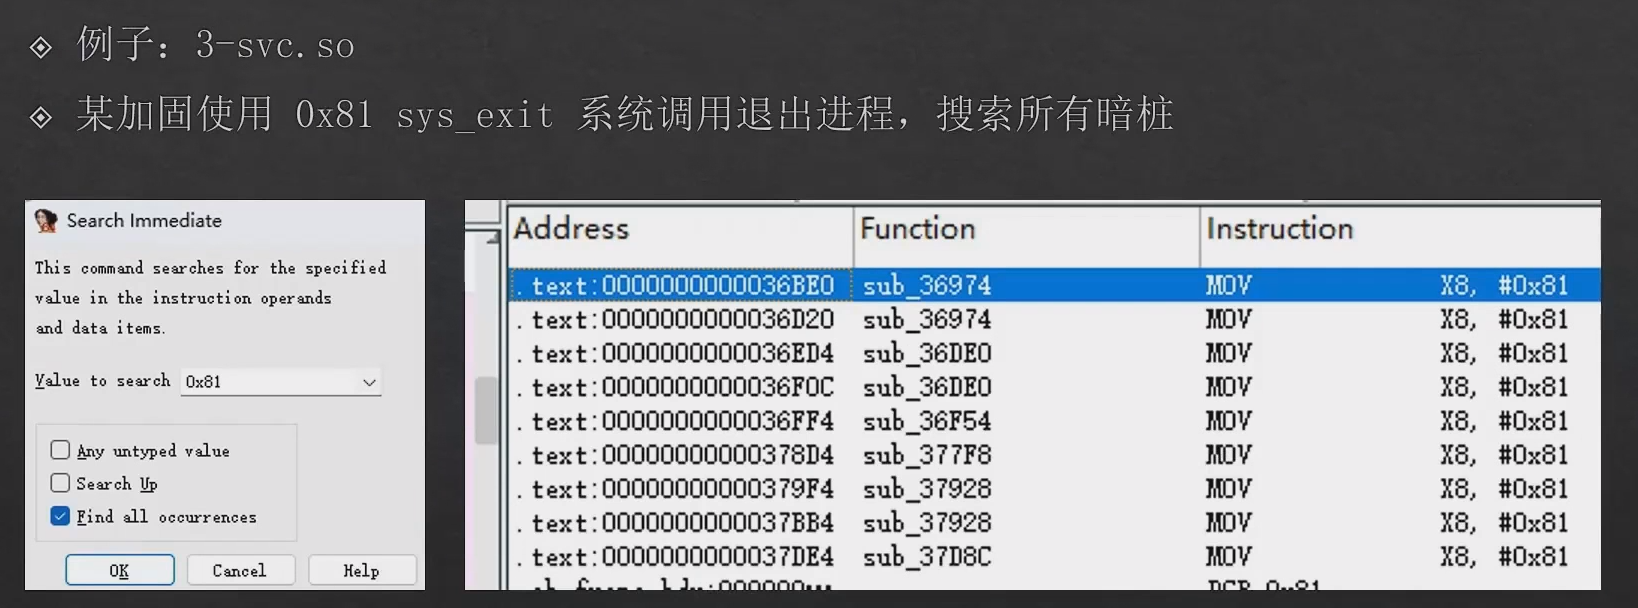 例子：3-svc.so
某加固使用 0x81 sys_exit 系统调用退出进程，搜索所有暗桩
Search Immediate
This command searches for the specified
value in the instruction operands
and data items.
Value to search 0x81
Any untyped value
Search Up
Find all occurrences
OK Cancel Help
Address Function Instruction
.text:0000000000036BE0 sub_36974 MOV X8, #0x81
.text:0000000000036D20 sub_36974 MOV X8, #0x81
.text:0000000000036ED4 sub_36DE0 MOV X8, #0x81
.text:0000000000036F0C sub_36DE0 MOV X8, #0x81
.text:0000000000036FF4 sub_36F54 MOV X8, #0x81
.text:00000000000378D4 sub_377F8 MOV X8, #0x81
.text:00000000000379F4 sub_37928 MOV X8, #0x81
.text:0000000000037BB4 sub_37928 MOV X8, #0x81
.text:0000000000037DE4 sub_37D8C MOV X8, #0x81